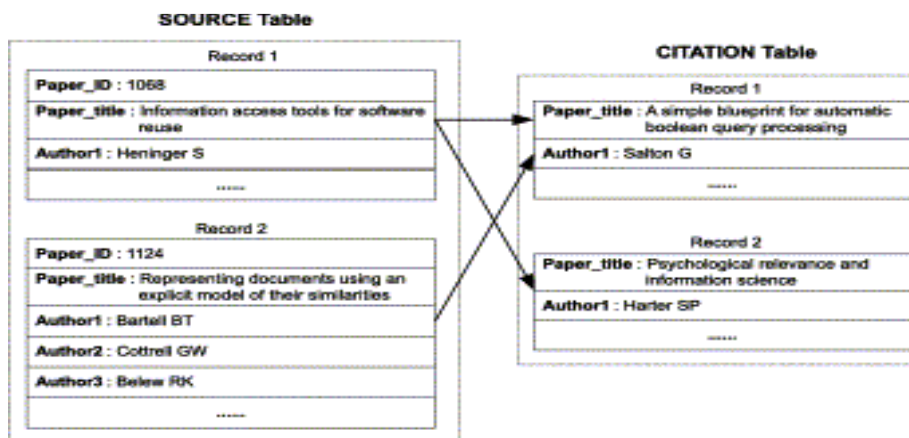 SOURCE Table
Record 1
Paper_ID : 1068
Paper_title : Information access tools for software
reuse
Author1 : Heninger S
......
Record 2
Paper_ID : 1124
Paper_title : Representing documents using an
explicit model of their similarities
Author1 : Bartell BT
Author2 : Cottrell GW
Author3 : Belew RK
......
CITATION Table
Record 1
Paper_title : A simple blueprint for automatic
boolean query processing
Author1 : Salton G
......
Record 2
Paper_title : Psychological relevance and
information science
Author1 : Harter SP
......